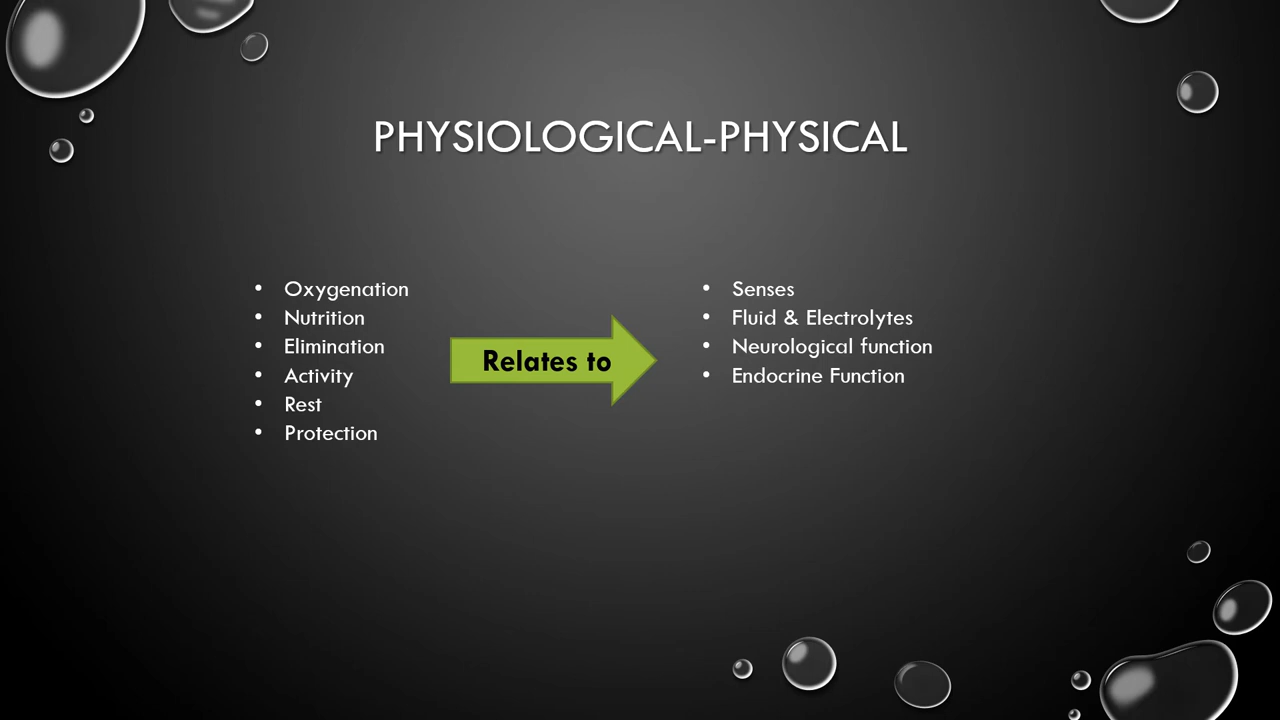 PHYSIOLOGICAL-PHYSICAL
• Oxygenation
• Nutrition
• Elimination
• Activity
• Rest
• Protection
Relates to
• Senses
• Fluid & Electrolytes
• Neurological function
• Endocrine Function